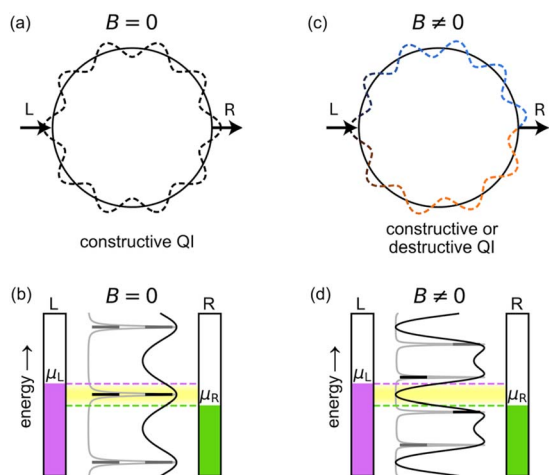 (a) B = 0
L R
constructive QI
(c) B ≠ 0
L R
constructive or
destructive QI
(b) B = 0
L R
energy →
μL
μR
(d) B ≠ 0
L R
energy →
μL
μR